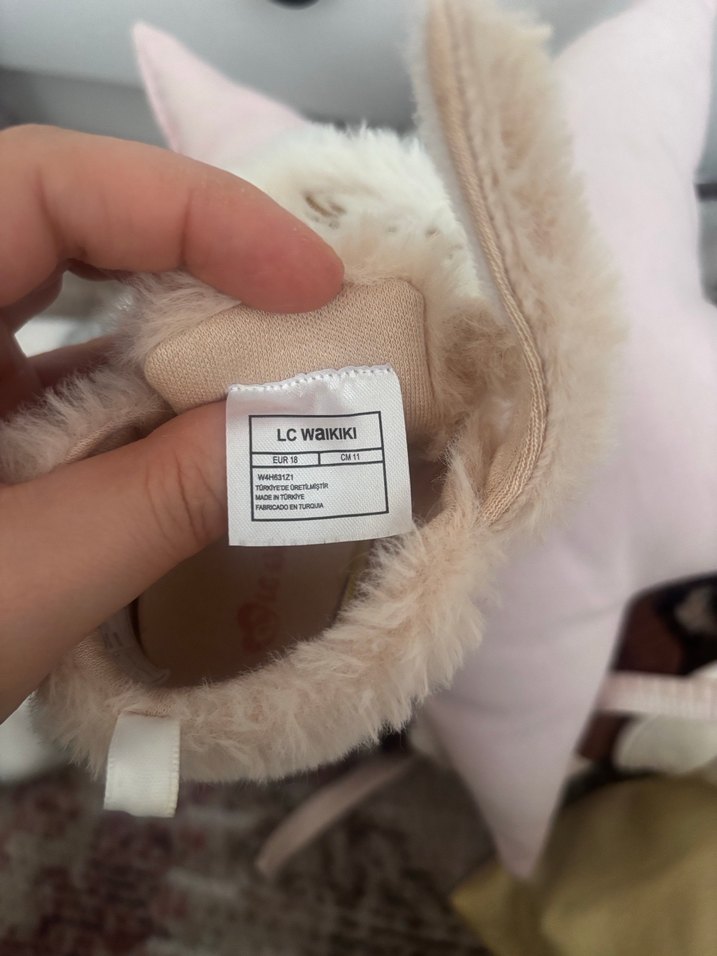 LC WaIKIKI
EUR 18 CM 11
W4H631Z1
TÜRKİYE'DE ÜRETİLMİŞTİR
MADE IN TÜRKİYE
FABRICADO EN TURQUIA